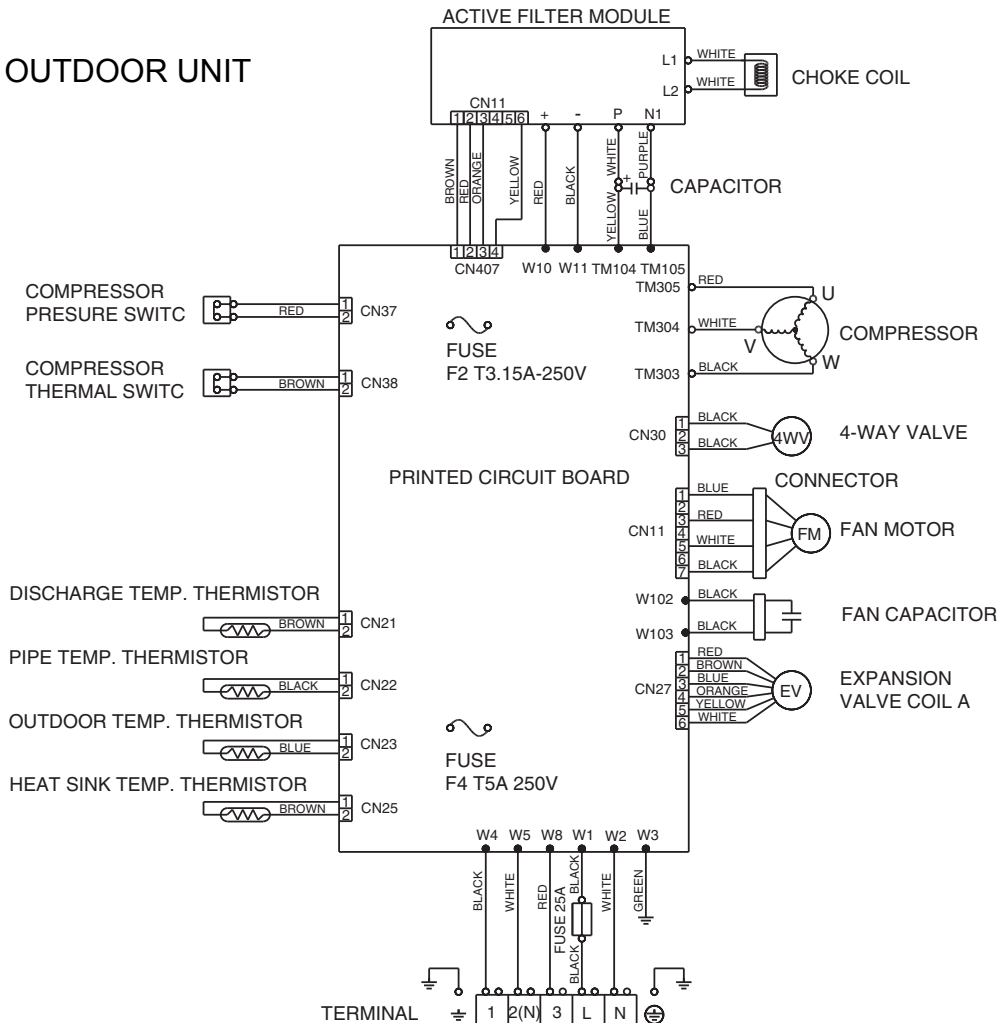 ACTIVE FILTER MODULE
OUTDOOR UNIT
L1 WHITE
L2 WHITE
CHOKE COIL
CN11
1 2 3 4 5 6 + - P N1
BROWN
RED
ORANGE
YELLOW
RED
BLACK
WHITE
PURPLE
+
CAPACITOR
YELLOW
BLUE
1 2 3 4
CN407 W10 W11 TM104 TM105
TM305 RED
U
TM304 WHITE
V
COMPRESSOR
TM303 BLACK
W
COMPRESSOR
PRESURE SWITC
RED
1
2
CN37
COMPRESSOR
THERMAL SWITC
BROWN
1
2
CN38
FUSE
F2 T3.15A-250V
CN30
1
2
3
BLACK
BLACK
4WV
4-WAY VALVE
PRINTED CIRCUIT BOARD
CONNECTOR
CN11
1
2
3
4
5
6
7
BLUE
RED
WHITE
BLACK
FM
FAN MOTOR
W102 BLACK
W103 BLACK
FAN CAPACITOR
CN27
1
2
3
4
5
6
RED
BROWN
BLUE
ORANGE
YELLOW
WHITE
EV
EXPANSION
VALVE COIL A
DISCHARGE TEMP. THERMISTOR
BROWN
1
2
CN21
PIPE TEMP. THERMISTOR
BLACK
1
2
CN22
OUTDOOR TEMP. THERMISTOR
BLUE
1
2
CN23
HEAT SINK TEMP. THERMISTOR
BROWN
1
2
CN25
FUSE
F4 T5A 250V
W4 W5 W8 W1 W2 W3
BLACK
WHITE
RED
BLACK
FUSE 25A
BLACK
WHITE
GREEN
TERMINAL 1 2(N) 3 L N